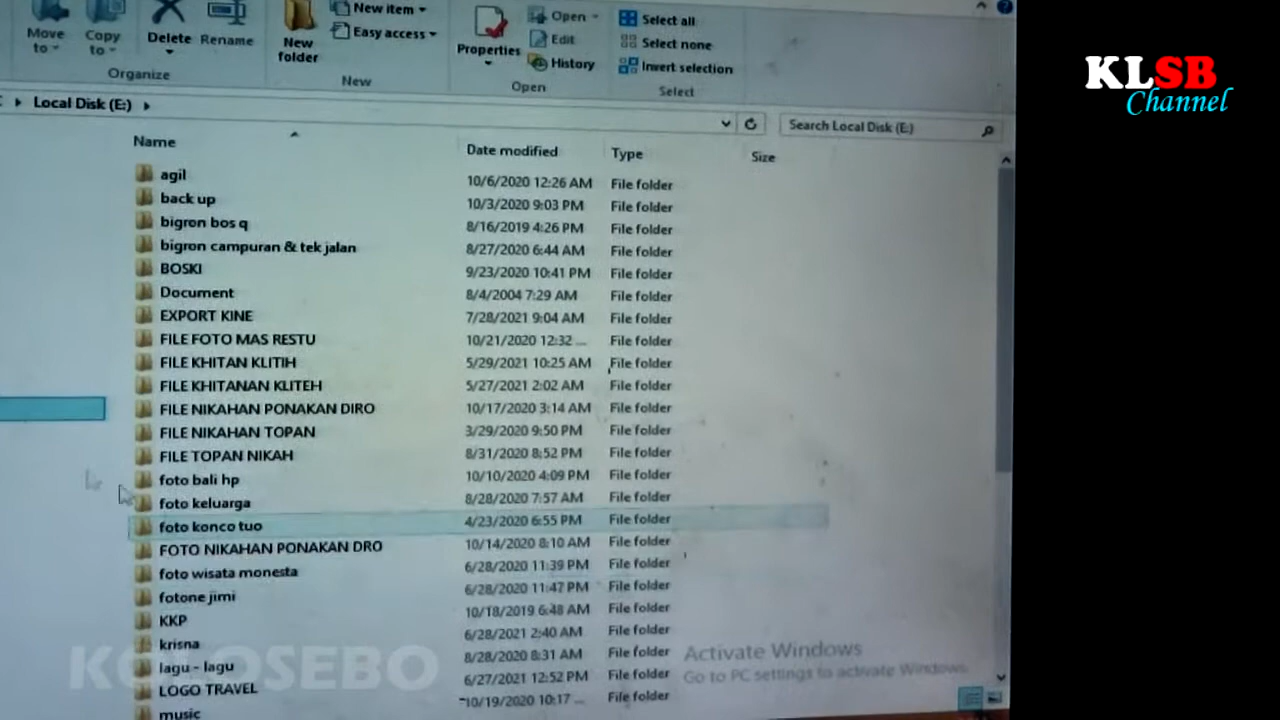 Move to
Copy to
Delete
Rename
New folder
New item
Easy access
Properties
Open
Edit
History
Select all
Select none
Invert selection
Organize
New
Open
Select
KLSB
Channel
Local Disk (E:)
Search Local Disk (E:)
Name Date modified Type Size
agil 10/6/2020 12:26 AM File folder
back up 10/3/2020 9:03 PM File folder
bigron bos q 8/16/2019 4:26 PM File folder
bigron campuran & tek jalan 8/27/2020 6:44 AM File folder
BOSKI 9/23/2020 10:41 PM File folder
Document 8/4/2004 7:29 AM File folder
EXPORT KINE 7/28/2021 9:04 AM File folder
FILE FOTO MAS RESTU 10/21/2020 12:32 ... File folder
FILE KHITAN KLITIH 5/29/2021 10:25 AM File folder
FILE KHITANAN KLITEH 5/27/2021 2:02 AM File folder
FILE NIKAHAN PONAKAN DIRO 10/17/2020 3:14 AM File folder
FILE NIKAHAN TOPAN 3/29/2020 9:50 PM File folder
FILE TOPAN NIKAH 8/31/2020 8:52 PM File folder
foto bali hp 10/10/2020 4:09 PM File folder
foto keluarga 8/28/2020 7:57 AM File folder
foto konco tuo 4/23/2020 6:55 PM File folder
FOTO NIKAHAN PONAKAN DRO 10/14/2020 8:10 AM File folder
foto wisata monesta 6/28/2020 11:39 PM File folder
fotone jimi 6/28/2020 11:47 PM File folder
KKP 10/18/2019 6:48 AM File folder
krisna 6/28/2021 2:40 AM File folder
lagu - lagu 8/28/2020 8:31 AM File folder
LOGO TRAVEL 6/27/2021 12:52 PM File folder
music 10/19/2020 10:17 ... File folder
KOLOSEBO
Activate Windows
Go to PC settings to activate Windows.